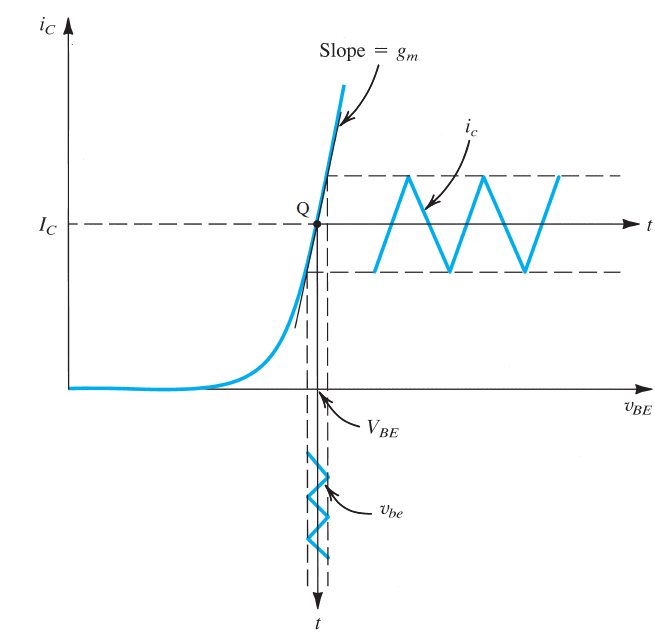 i_C
Slope = g_m
i_c
Q
I_C
t
v_BE
V_BE
v_be
t